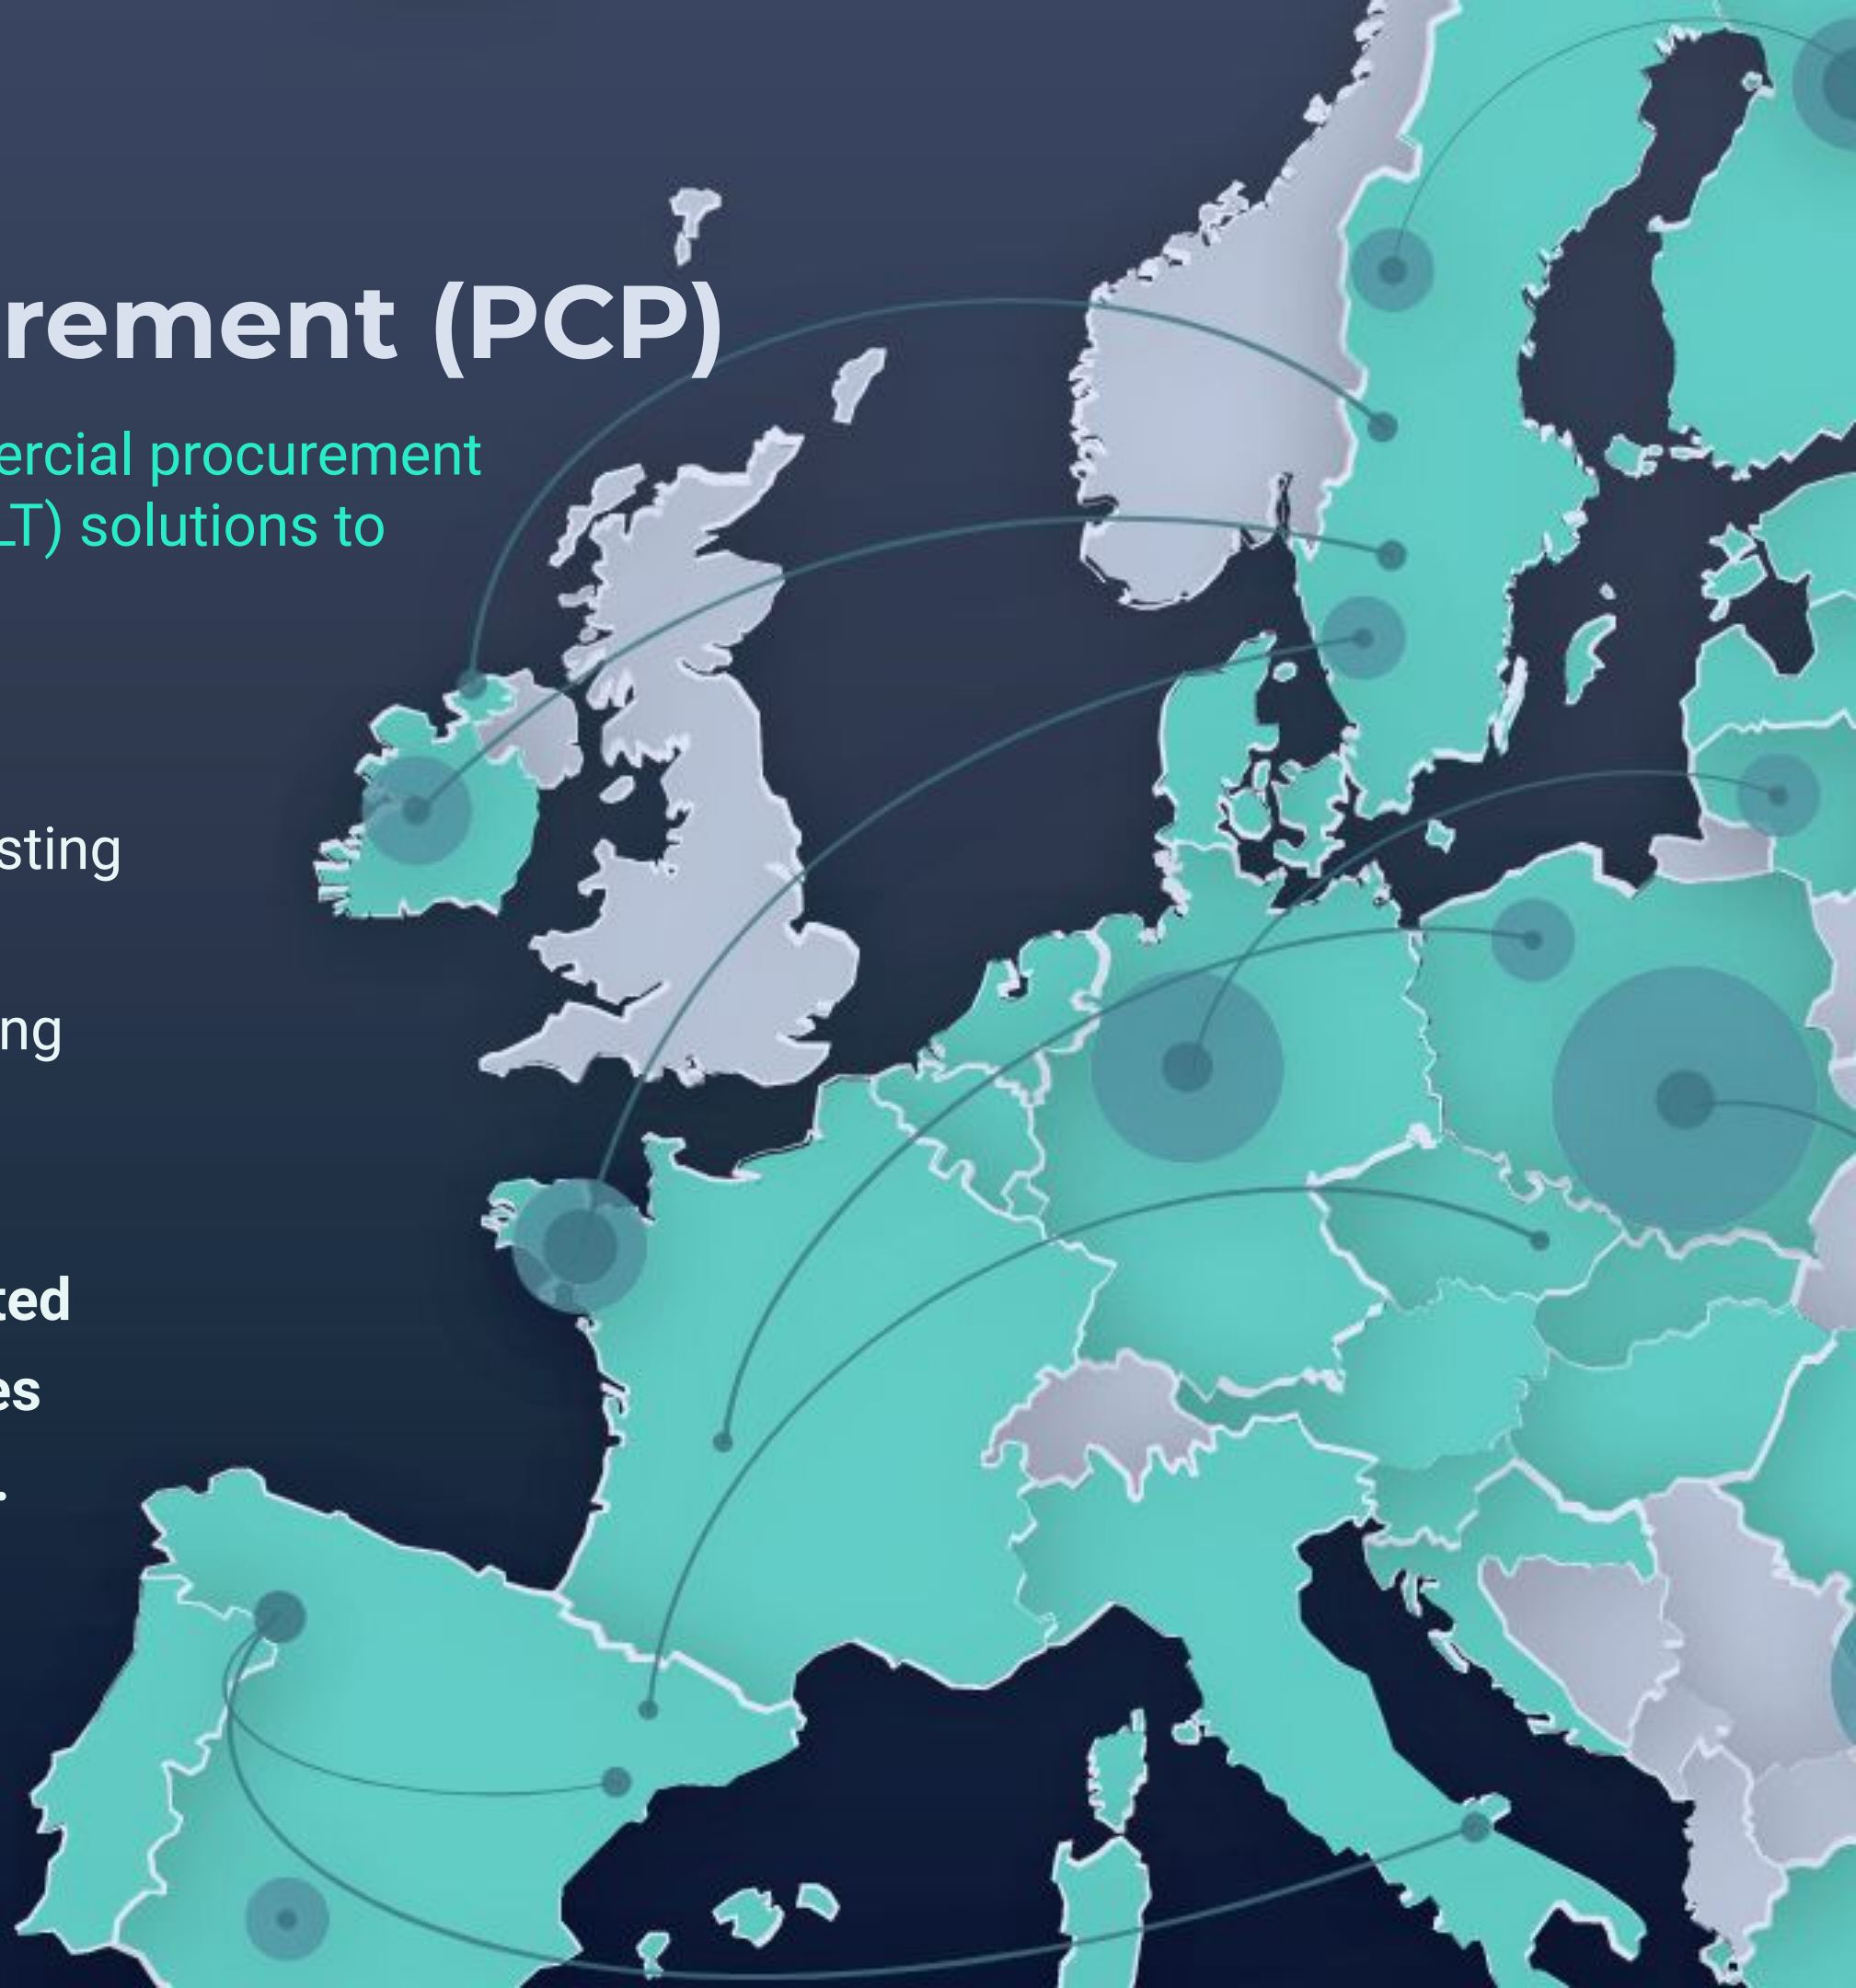 rement (PCP)
ercial procurement
LT) solutions to
sting
ng
ted
es
.